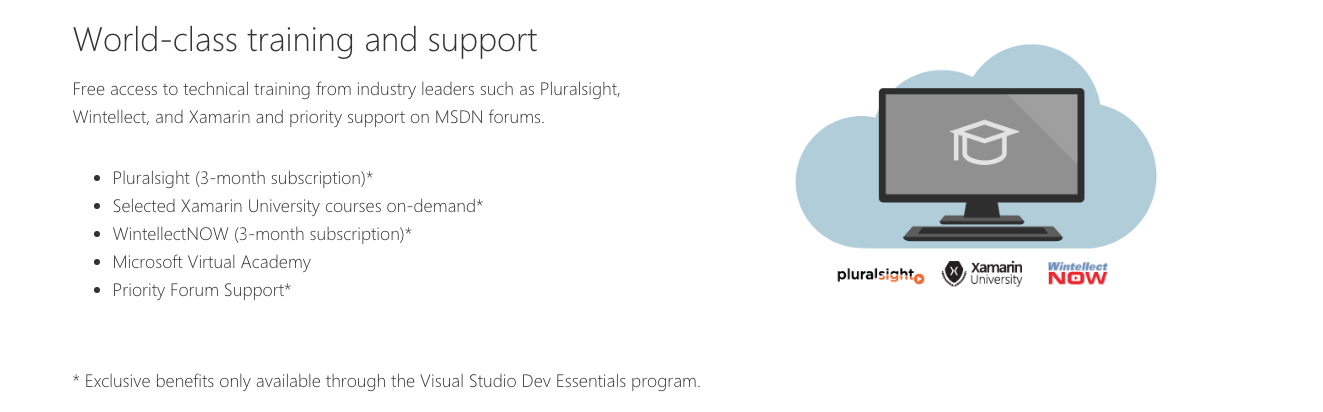 World-class training and support
Free access to technical training from industry leaders such as Pluralsight,
Wintellect, and Xamarin and priority support on MSDN forums.
• Pluralsight (3-month subscription)*
• Selected Xamarin University courses on-demand*
• WintellectNOW (3-month subscription)*
• Microsoft Virtual Academy
• Priority Forum Support*
pluralsight
Xamarin
University
Wintellect
NOW
* Exclusive benefits only available through the Visual Studio Dev Essentials program.